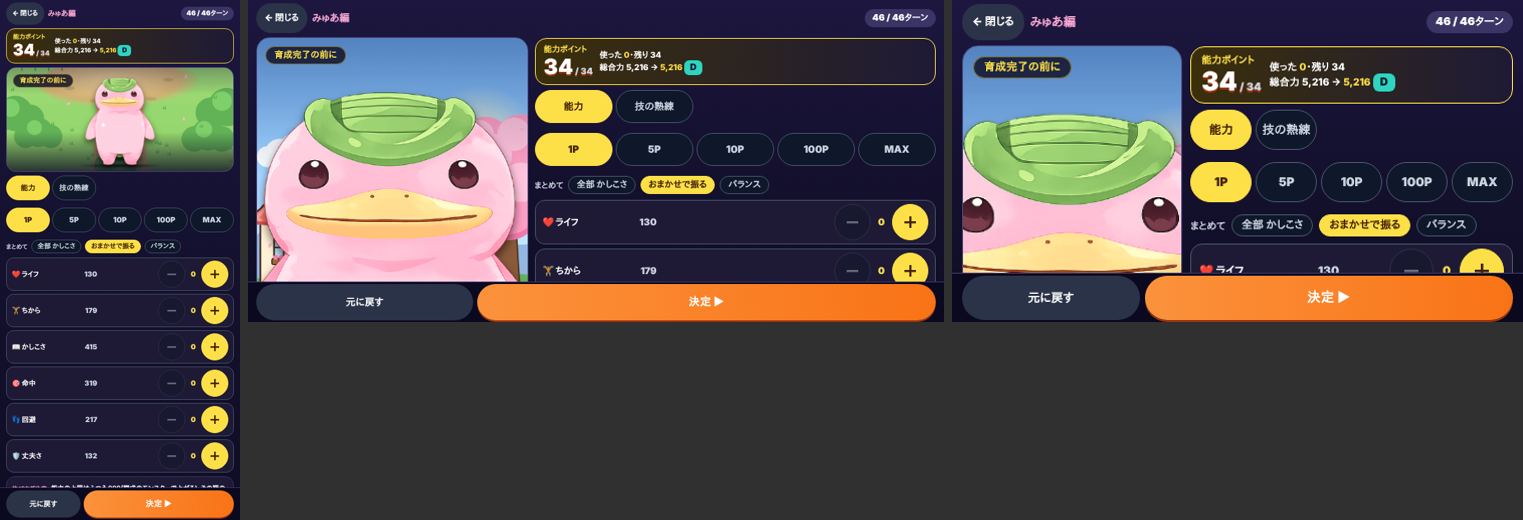 ← 閉じる みゅあ編 46 / 46ターン
能力ポイント
34 / 34
使った 0・残り 34
総合力 5,216 → 5,216 D
育成完了の前に
能力 技の熟練
1P 5P 10P 100P MAX
まとめて 全部 かしこさ おまかせで振る バランス
ライフ 130 − 0 +
ちから 179 − 0 +
かしこさ 415 − 0 +
命中 319 − 0 +
回避 217 − 0 +
丈夫さ 132 − 0 +
元に戻す 決定 ▶
← 閉じる みゅあ編 46 / 46ターン
育成完了の前に
能力ポイント
34 / 34
使った 0・残り 34
総合力 5,216 → 5,216 D
能力 技の熟練
1P 5P 10P 100P MAX
まとめて 全部 かしこさ おまかせで振る バランス
ライフ 130 − 0 +
ちから 179 − 0 +
元に戻す 決定 ▶
← 閉じる みゅあ編 46 / 46ターン
育成完了の前に
能力ポイント
34 / 34
使った 0・残り 34
総合力 5,216 → 5,216 D
能力 技の熟練
1P 5P 10P 100P MAX
まとめて 全部 かしこさ おまかせで振る バランス
ライフ 130 − 0 +
元に戻す 決定 ▶